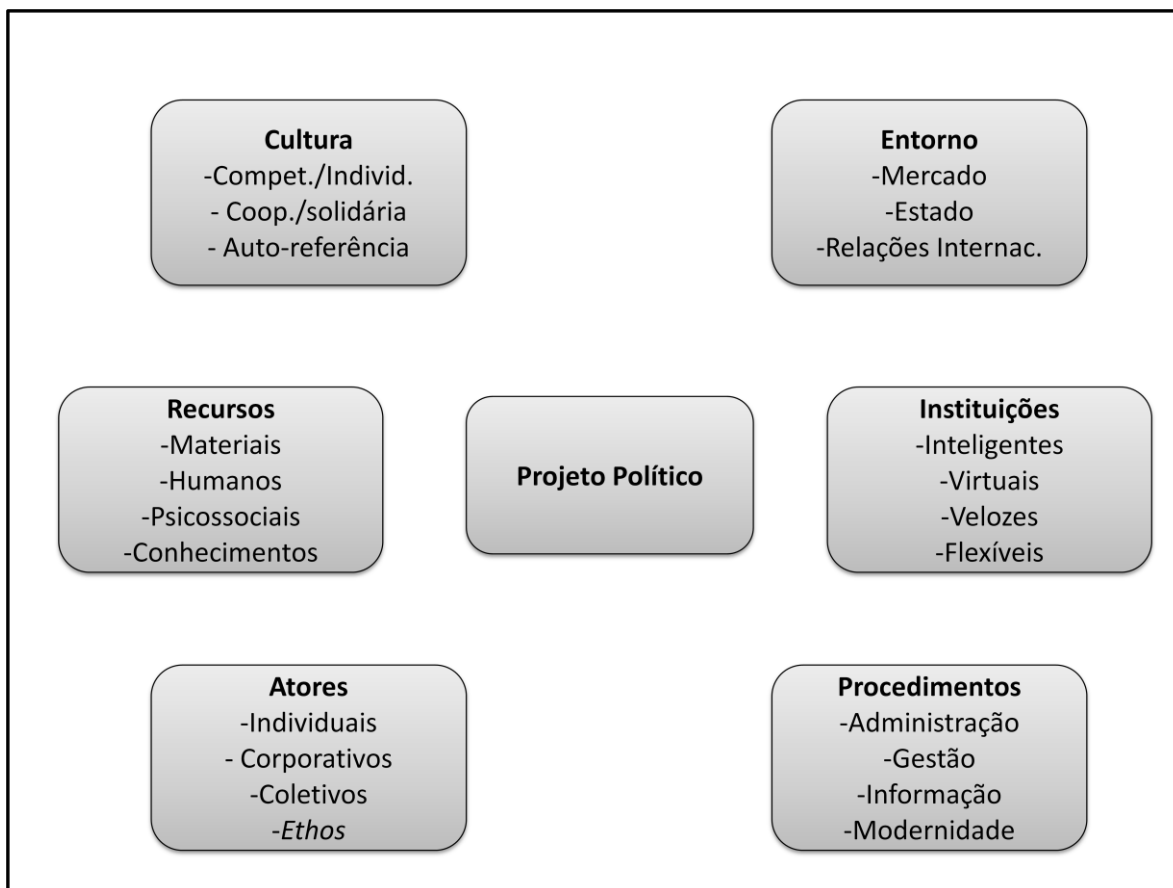 Cultura
-Compet./Individ.
- Coop./solidária
- Auto-referência
Entorno
-Mercado
-Estado
-Relações Internac.
Recursos
-Materiais
-Humanos
-Psicossociais
-Conhecimentos
Projeto Político
Instituições
-Inteligentes
-Virtuais
-Velozes
-Flexíveis
Atores
-Individuais
- Corporativos
-Coletivos
-Ethos
Procedimentos
-Administração
-Gestão
-Informação
-Modernidade